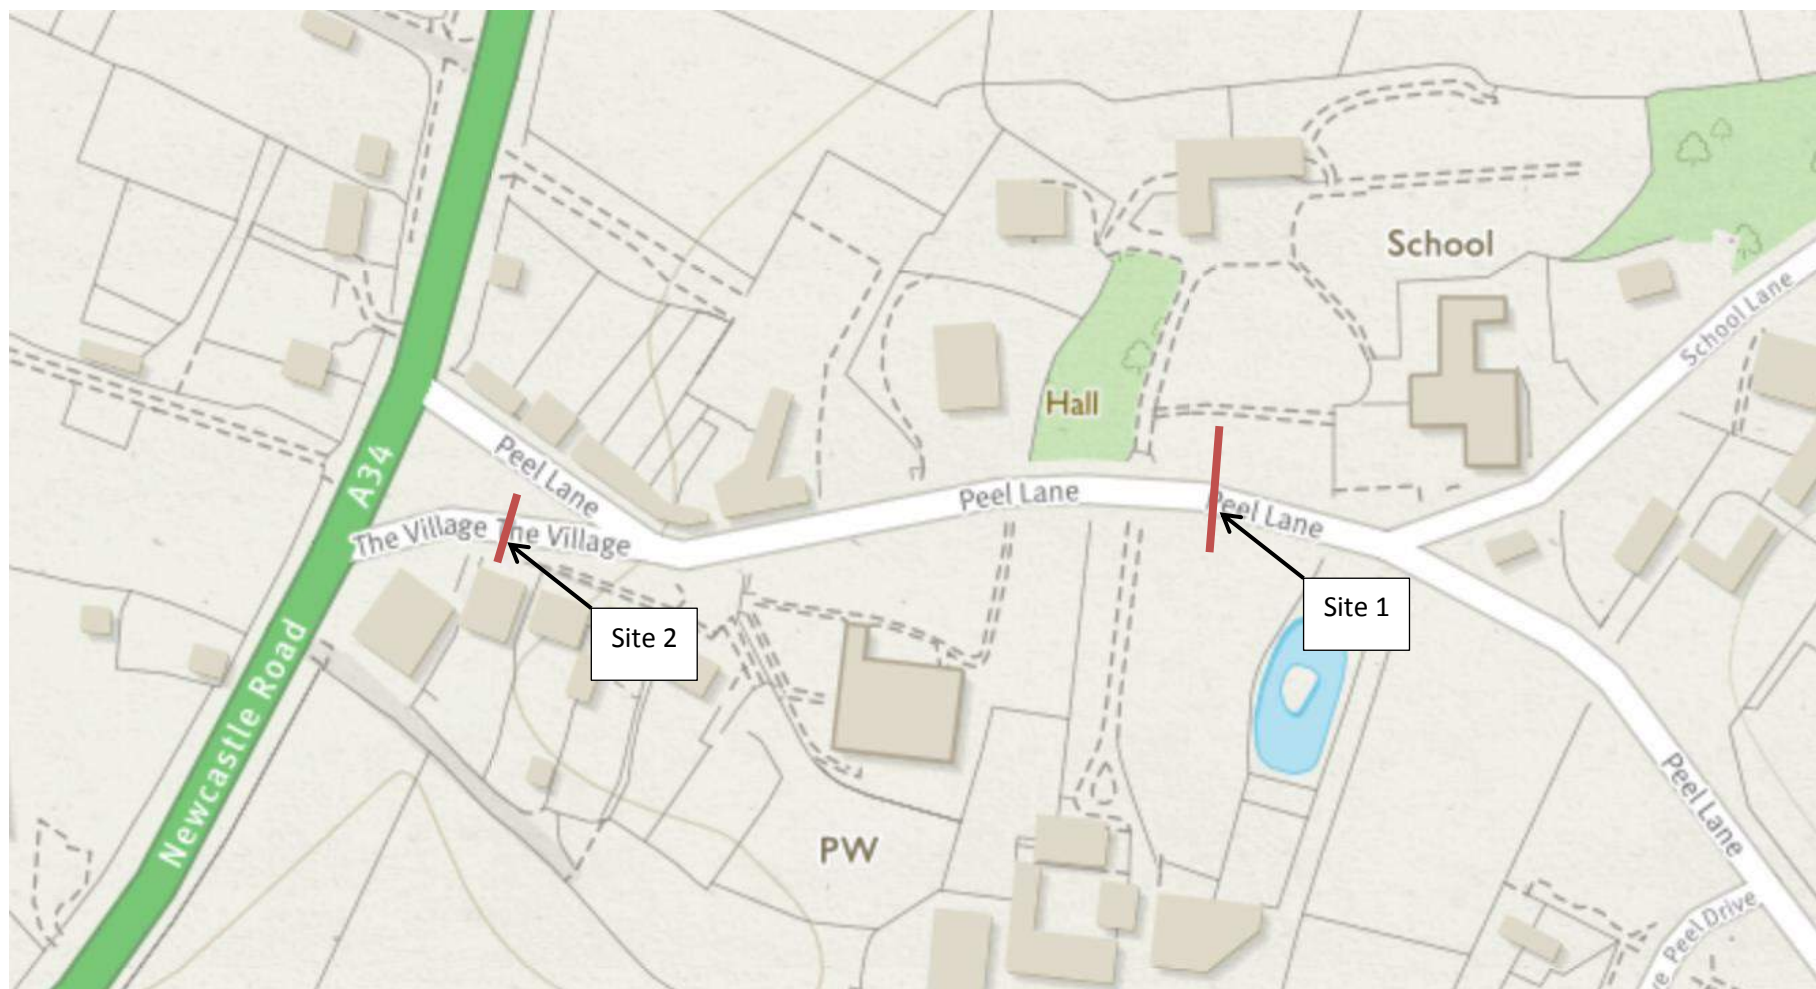 School
School Lane
Hall
A34
Peel Lane
Peel Lane
Peel Lane
The Village
The Village
Site 1
Site 2
Newcastle Road
Peel Lane
PW
Peel Drive